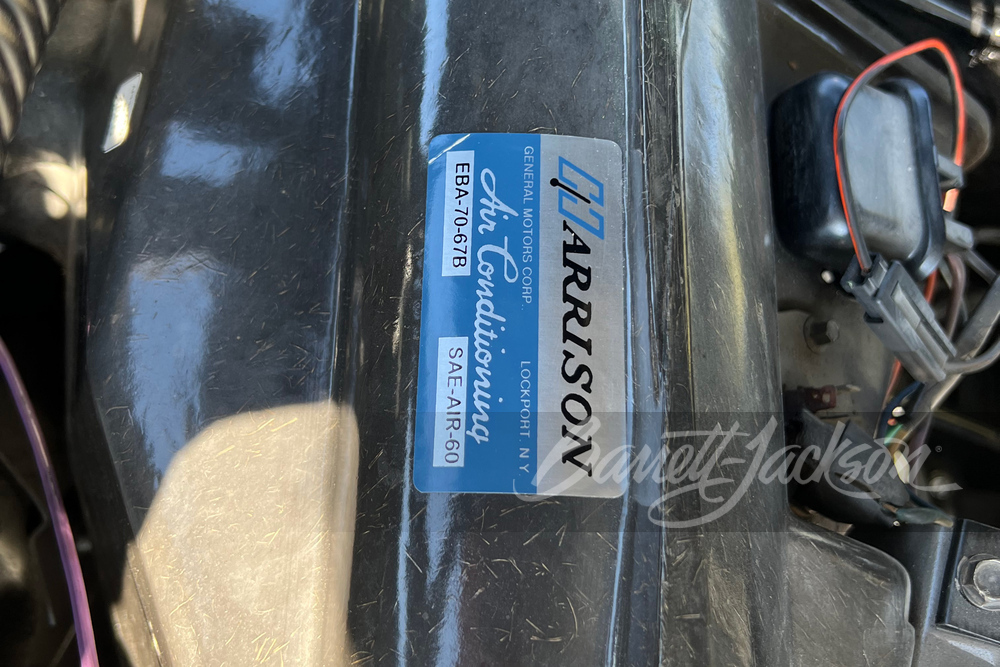 HARRISON
GENERAL MOTORS CORP.. LOCKPORT. N Y
Air Conditioning
EBA-70-67B SAE-AIR-60
Barrett-Jackson